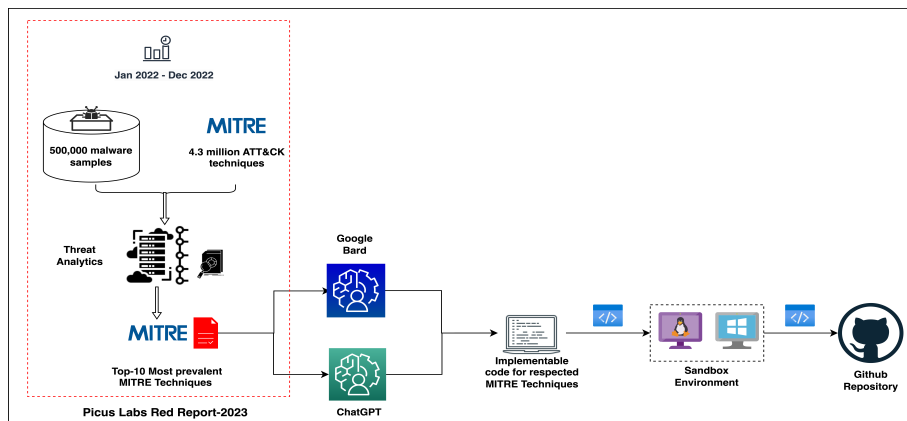 Jan 2022 - Dec 2022
500,000 malware
samples
MITRE
4.3 million ATT&CK
techniques
Threat
Analytics
MITRE
Top-10 Most prevalent
MITRE Techniques
Picus Labs Red Report-2023
Google
Bard
ChatGPT
Implementable
code for respected
MITRE Techniques
</>
Sandbox
Environment
</>
Github
Repository